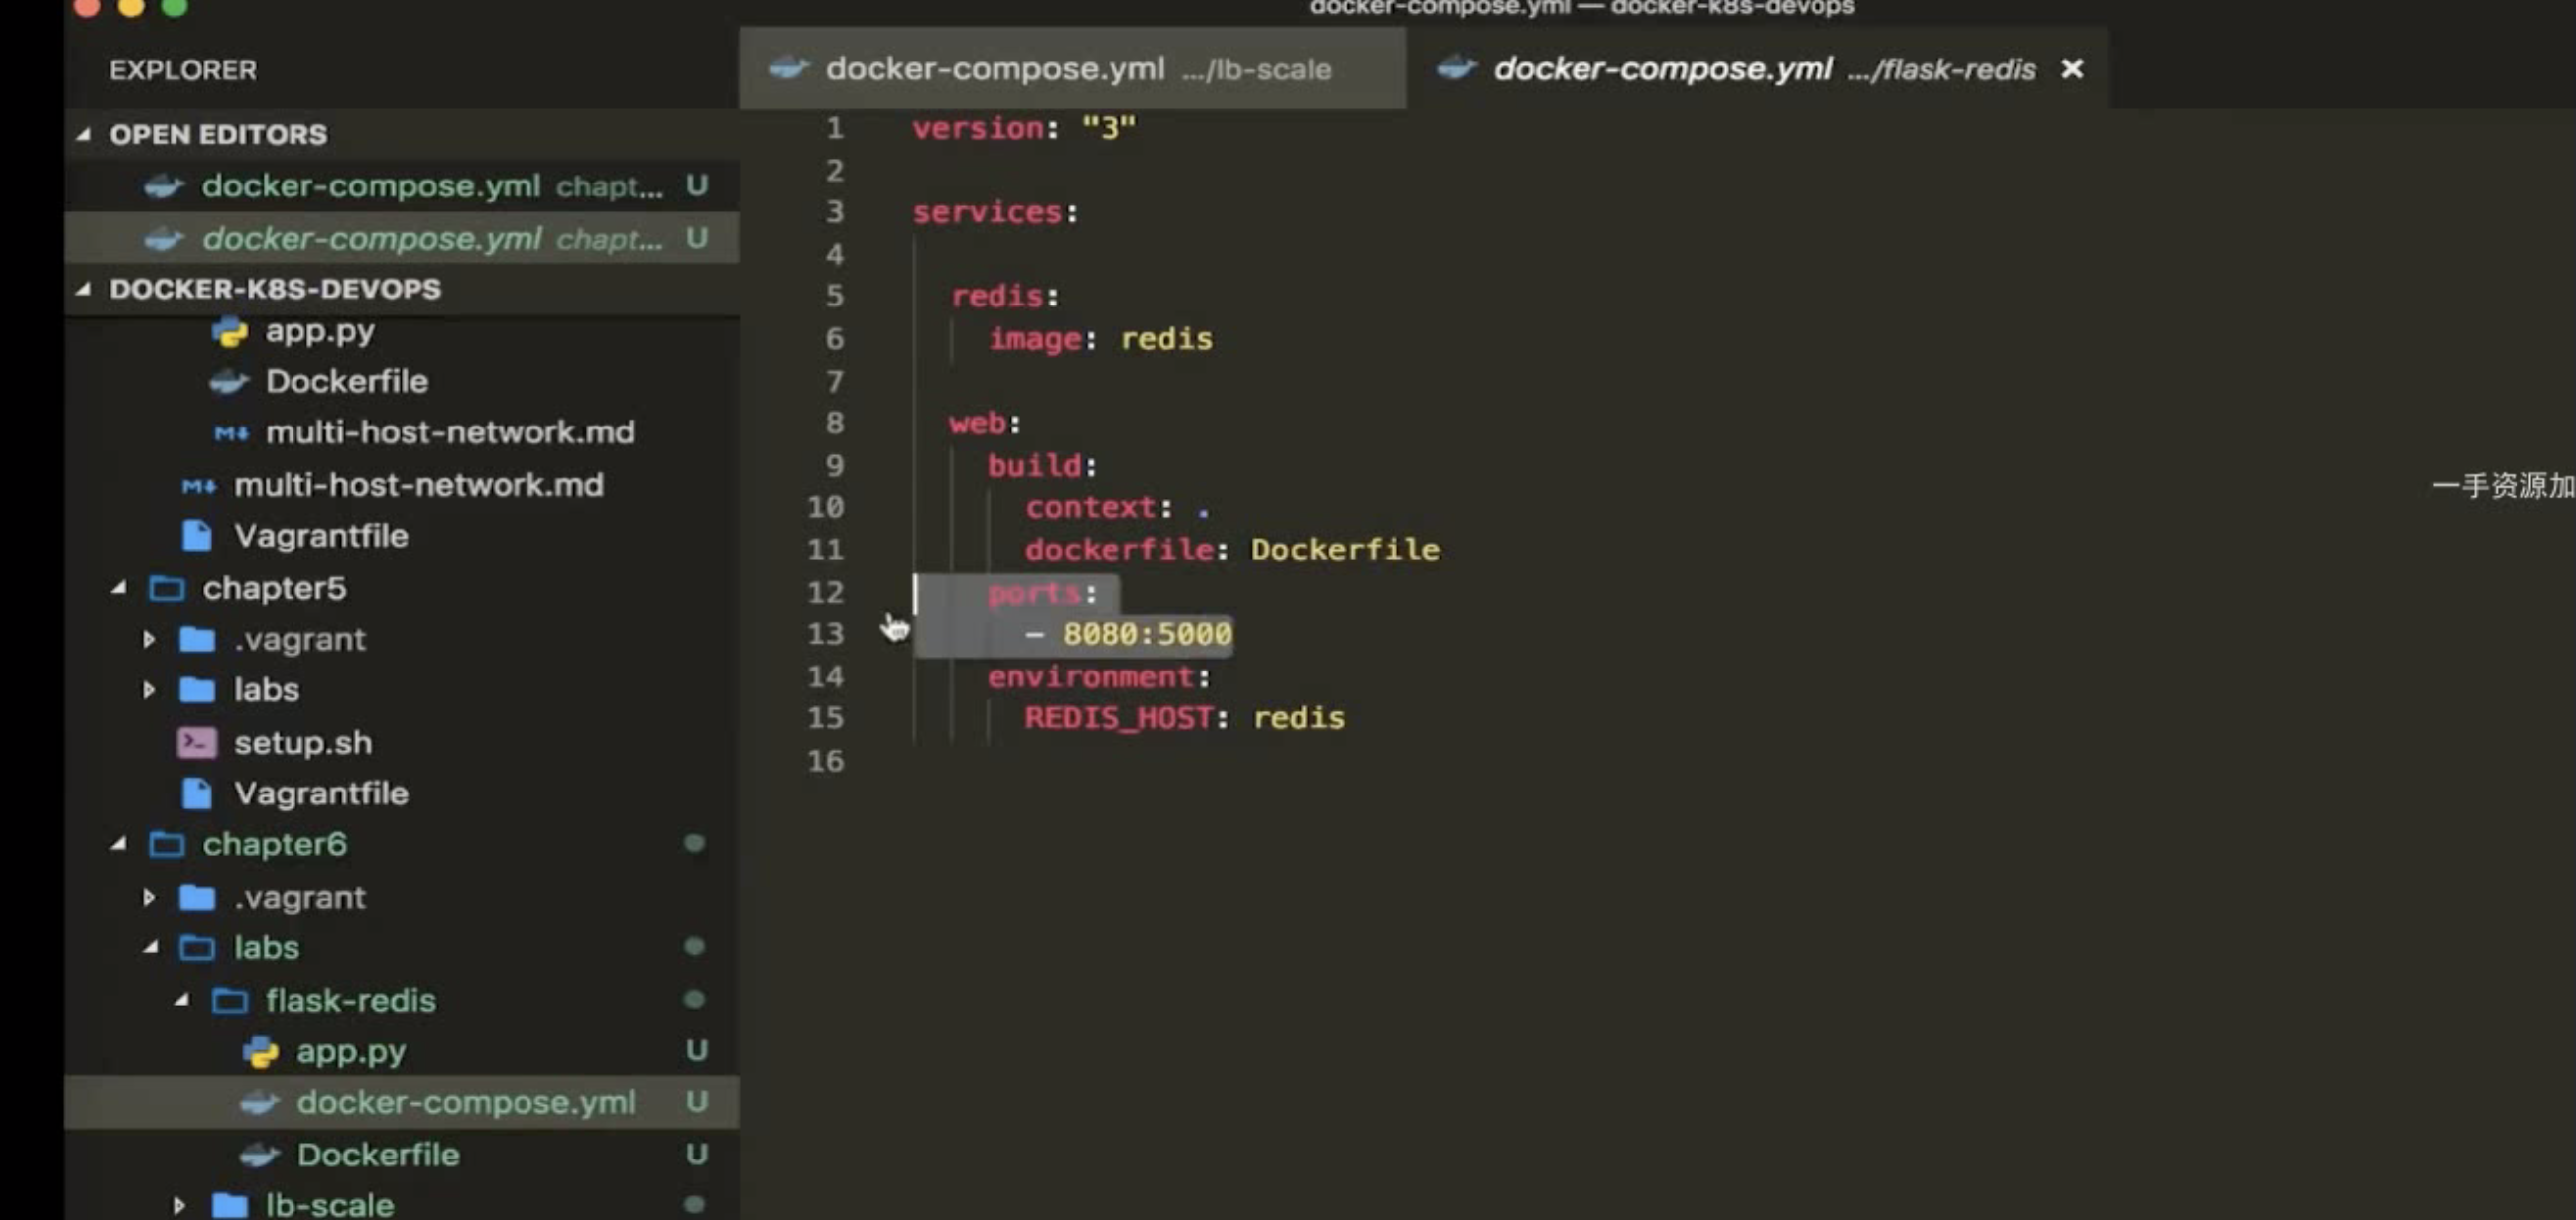 docker-compose.yml — docker-k8s-devops
EXPLORER
OPEN EDITORS
docker-compose.yml chapt... U
docker-compose.yml chapt... U
DOCKER-K8S-DEVOPS
app.py
Dockerfile
multi-host-network.md
multi-host-network.md
Vagrantfile
chapter5
.vagrant
labs
setup.sh
Vagrantfile
chapter6
.vagrant
labs
flask-redis
app.py U
docker-compose.yml U
Dockerfile U
lb-scale
docker-compose.yml .../lb-scale
docker-compose.yml .../flask-redis ×
1 version: "3"
2
3 services:
4
5 redis:
6 image: redis
7
8 web:
9 build:
10 context: .
11 dockerfile: Dockerfile
12 ports:
13 - 8080:5000
14 environment:
15 REDIS_HOST: redis
16
一手资源加